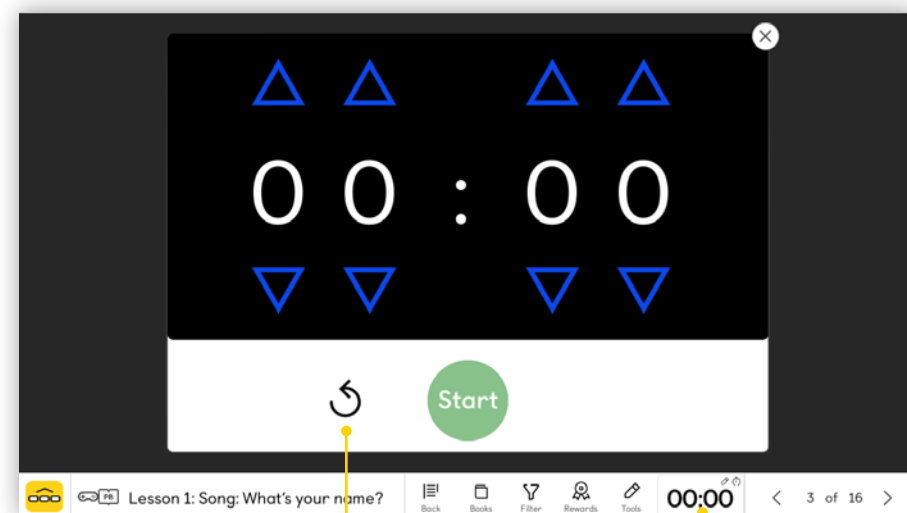 00:00
Start
PB Lesson 1: Song: What's your name?
Back Books Filter Rewards Tools
00:00
3 of 16